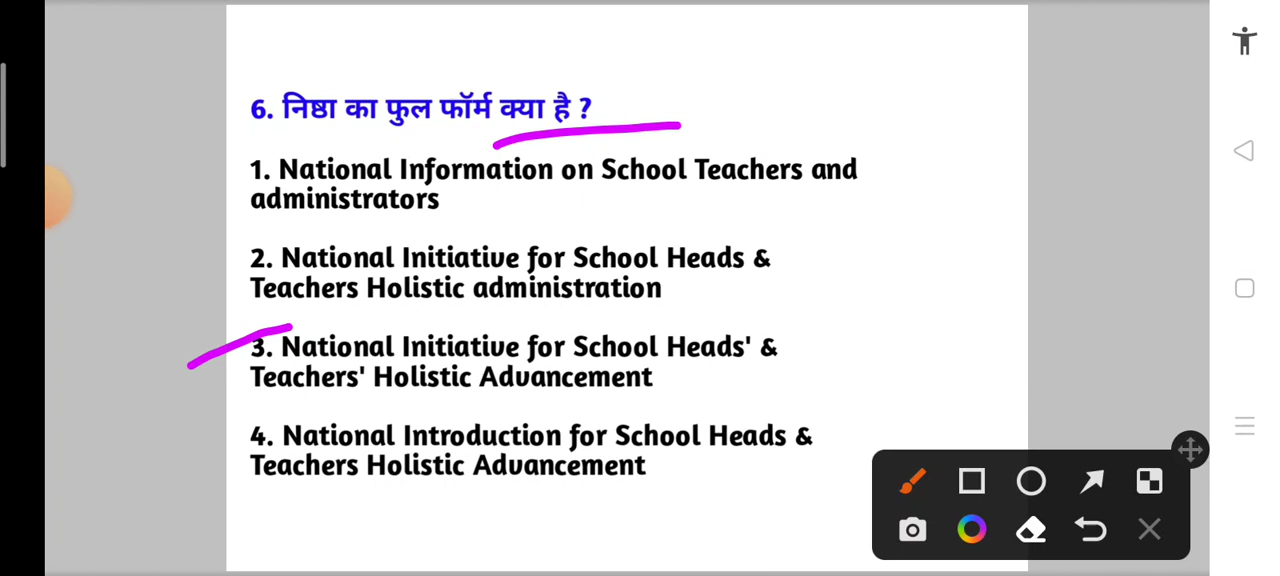 6. निष्ठा का फुल फॉर्म क्या है ?
1. National Information on School Teachers and
administrators
2. National Initiative for School Heads &
Teachers Holistic administration
3. National Initiative for School Heads' &
Teachers' Holistic Advancement
4. National Introduction for School Heads &
Teachers Holistic Advancement